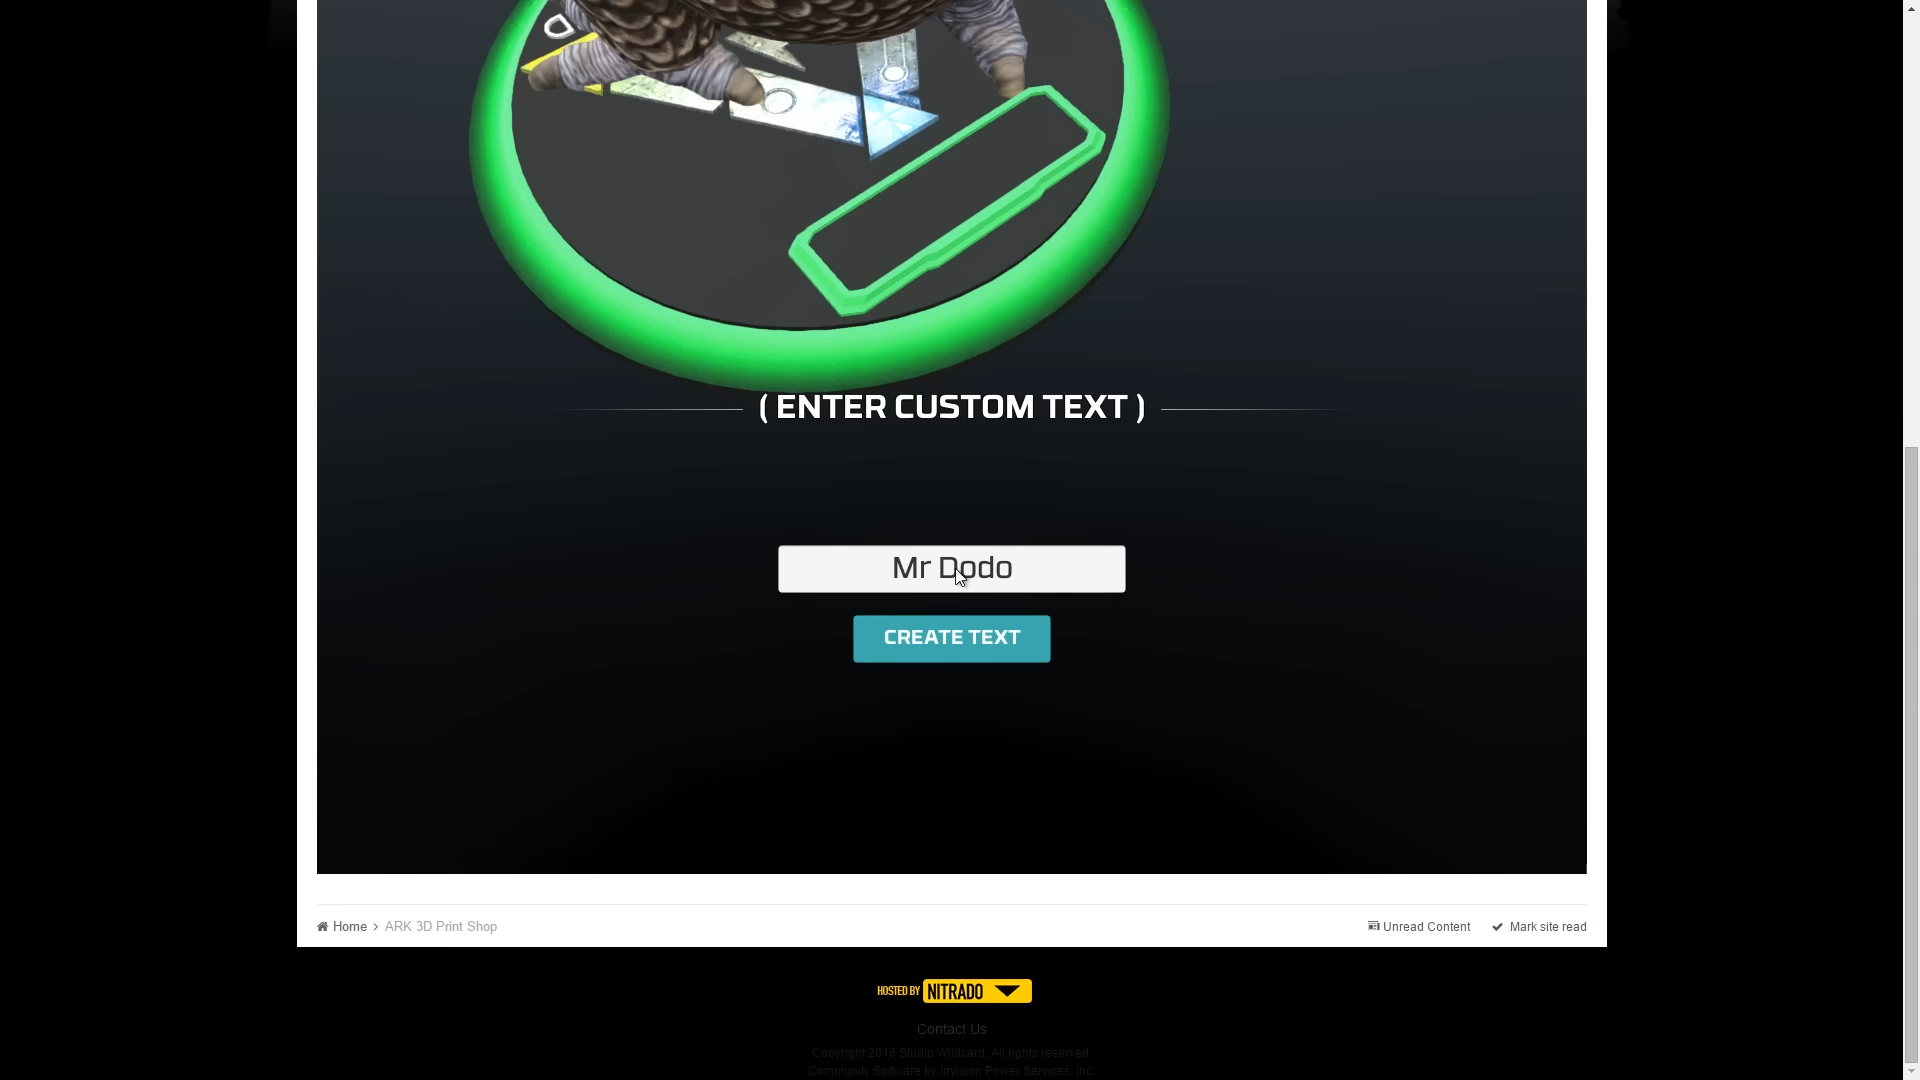 ( ENTER CUSTOM TEXT )
Mr Dodo
CREATE TEXT
Home > ARK 3D Print Shop
Unread Content
Mark site read
HOSTED BY NITRADO
Contact Us
Copyright 2016 Studio Wildcard. All rights reserved.
Community Software by Invision Power Services, Inc.